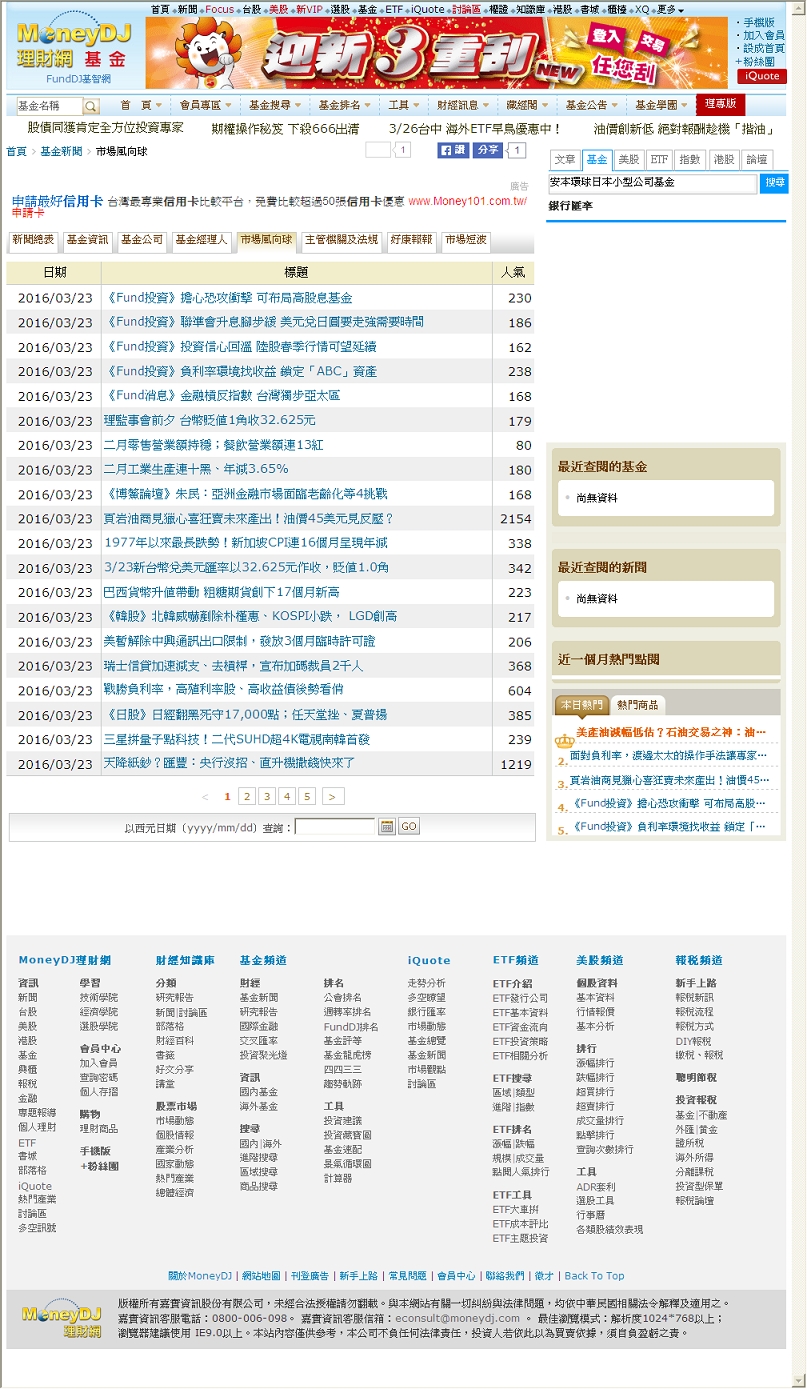 首頁 新聞 Focus 台股 美股 新VIP 選股 基金 ETF iQuote 討論區 權證 知識庫 港股 書城 櫃檯 XQ 更多
MoneyDJ
理財網 基金
FundDJ基智網
迎新3重刮 NEW
登入 交易 任您刮
手機版
加入會員
設成首頁
+粉絲團
iQuote
基金名稱 首 頁 會員專區 基金搜尋 基金排名 工具 財經訊息 嚴選閣 基金公告 基金學園 理專版
股債同獲肯定全方位投資專家 期權操作秘笈 下殺666出清 3/26台中 海外ETF早鳥優惠中！ 油價創新低 絕對報酬趁機「揩油」
首頁 › 基金新聞 › 市場風向球
1 讚 分享 1
廣告
申請最好信用卡 台灣最專業信用卡比較平台，免費比較超過50張信用卡優惠 www.Money101.com.tw/
申請卡
新聞總表 基金資訊 基金公司 基金經理人 市場風向球 主管機關及法規 好康報報 市場短波
日期 標題 人氣
2016/03/23 《Fund投資》擔心恐攻衝擊 可布局高股息基金 230
2016/03/23 《Fund投資》聯準會升息腳步緩 美元兌日圓要走強需要時間 186
2016/03/23 《Fund投資》投資信心回溫 陸股春季行情可望延續 162
2016/03/23 《Fund投資》負利率環境找收益 鎖定「ABC」資產 238
2016/03/23 《Fund消息》金融槓反指數 台灣獨步亞太區 168
2016/03/23 理監事會前夕 台幣貶值1角收32.625元 179
2016/03/23 二月零售營業額持穩；餐飲營業額連13紅 80
2016/03/23 二月工業生產連十黑、年減3.65% 180
2016/03/23 《博鰲論壇》朱民：亞洲金融市場面臨老齡化等4挑戰 168
2016/03/23 頁岩油商見獵心喜狂賣未來產出！油價45美元見反壓？ 2154
2016/03/23 1977年以來最長跌勢！新加坡CPI連16個月呈現年減 338
2016/03/23 3/23新台幣兌美元匯率以32.625元作收，貶值1.0角 342
2016/03/23 巴西貨幣升值帶動 粗糖期貨創下17個月新高 223
2016/03/23 《韓股》北韓威嚇剷除朴槿惠、KOSPI小跌， LGD創高 217
2016/03/23 美暫解除中興通訊出口限制，發放3個月臨時許可證 206
2016/03/23 瑞士信貸加速減支、去槓桿，宣布加碼裁員2千人 368
2016/03/23 戰勝負利率，高殖利率股、高收益債後勢看俏 604
2016/03/23 《日股》日經翻黑死守17,000點；任天堂挫、夏普揚 385
2016/03/23 三星拚量子點科技！二代SUHD超4K電視南韓首發 239
2016/03/23 天降紙鈔？匯豐：央行沒招、直升機撒錢快來了 1219
< 1 2 3 4 5 >
以西元日期（yyyy/mm/dd）查詢： GO
文章 基金 美股 ETF 指數 港股 論壇
安本環球日本小型公司基金 搜尋
銀行匯率
最近查閱的基金
尚無資料
最近查閱的新聞
尚無資料
近一個月熱門點閱
本日熱門 熱門商品
美產油減幅低估？石油交易之神：油…
2. 面對負利率，渡邊太太的操作手法讓專家…
3. 頁岩油商見獵心喜狂賣未來產出！油價45…
4. 《Fund投資》擔心恐攻衝擊 可布局高股…
5. 《Fund投資》負利率環境找收益 鎖定「…
MoneyDJ理財網
資訊
新聞
台股
美股
港股
基金
興櫃
報稅
金融
專題報導
個人理財
ETF
書城
部落格
iQuote
熱門產業
討論區
多空訊號
學習
技術學院
經濟學院
選股學院
會員中心
加入會員
查詢密碼
個人存摺
購物
理財商品
手機版
+粉絲團
財經知識庫
分類
研究報告
新聞|討論區
部落格
財經百科
書籤
好文分享
講堂
股票市場
市場動態
個股情報
產業分析
國家動態
熱門產業
總體經濟
基金頻道
財經
基金新聞
研究報告
國際金融
交叉匯率
投資聚光燈
資訊
國內基金
海外基金
搜尋
國內|海外
進階搜尋
區域搜尋
商品搜尋
排名
公會排名
週轉率排名
FundDJ排名
基金評等
基金龍虎榜
四四三三
趨勢軌跡
工具
投資建議
投資藏寶圖
基金速配
景氣循環圖
計算器
iQuote
走勢分析
多空瞭望
銀行匯率
市場動態
基金總覽
基金新聞
市場觀點
討論區
ETF頻道
ETF介紹
ETF發行公司
ETF基本資料
ETF資金流向
ETF投資策略
ETF相關分析
ETF搜尋
區域|類型
進階|指數
ETF排名
漲幅|跌幅
規模|成交量
點閱人氣排行
ETF工具
ETF大車拚
ETF成本評比
ETF主題投資
美股頻道
個股資料
基本資料
行情報價
基本分析
排行
漲幅排行
跌幅排行
超買排行
超賣排行
成交量排行
點擊排行
查詢次數排行
工具
ADR套利
選股工具
行事曆
各類股績效表現
報稅頻道
新手上路
報稅新訊
報稅流程
報稅方式
DIY報稅
繳稅、報稅
聰明節稅
投資報稅
基金|不動產
外匯|黃金
證所稅
海外所得
分離課稅
投資型保單
報稅論壇
關於MoneyDJ | 網站地圖 | 刊登廣告 | 新手上路 | 常見問題 | 會員中心 | 聯絡我們 | 徵才 | Back To Top
MoneyDJ
理財網
版權所有嘉實資訊股份有限公司，未經合法授權請勿翻載。與本網站有關一切糾紛與法律問題，均依中華民國相關法令解釋及適用之。
嘉實資訊客服電話：0800-006-098。 嘉實資訊客服信箱：econsult@moneydj.com 。 最佳瀏覽模式：解析度1024*768以上；
瀏覽器建議使用 IE9.0以上。本站內容僅供參考，本公司不負任何法律責任，投資人若依此以為買賣依據，須自負盈虧之責。